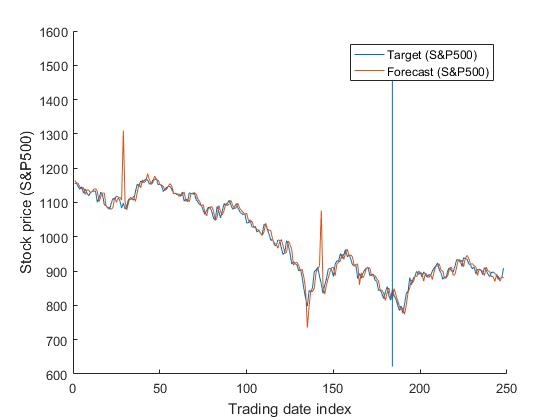 1600
1500
1400
1300
1200
1100
1000
900
800
700
600
Stock price (S&P500)
Target (S&P500)
Forecast (S&P500)
0 50 100 150 200 250
Trading date index